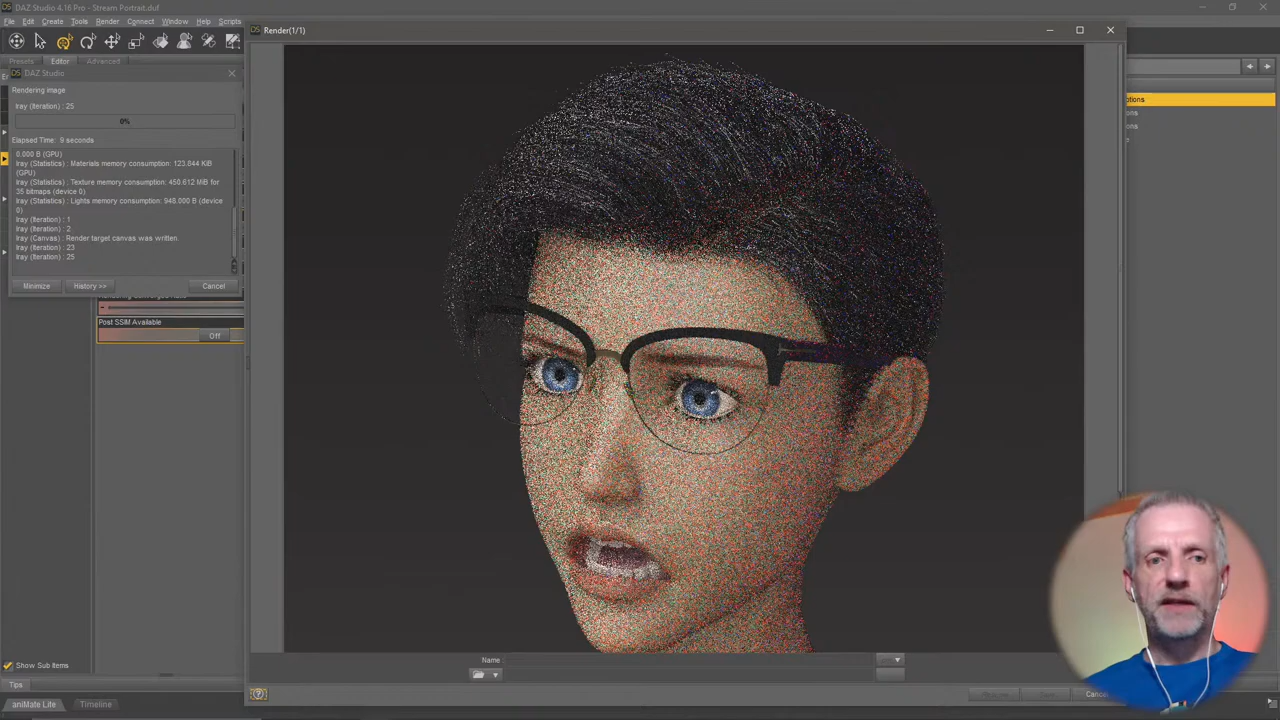 DAZ Studio 4.16 Pro - Stream Portrait.duf
File Edit Create Tools Render Connect Window Help Scripts
Render(1/1)
Presets Editor Advanced
DAZ Studio
Rendering image
Iray (Iteration) : 25
0%
Elapsed Time: 9 seconds
0.000 B (GPU)
Iray (Statistics) : Materials memory consumption: 123.844 KiB
(GPU)
Iray (Statistics) : Texture memory consumption: 450.612 MiB for
35 bitmaps (device 0)
Iray (Statistics) : Lights memory consumption: 948.000 B (device
0)
Iray (Iteration) : 1
Iray (Iteration) : 2
Iray (Canvas) : Render target canvas was written.
Iray (Iteration) : 23
Iray (Iteration) : 25
Minimize History >> Cancel
Post SSIM Available
Off
Name :
Show Sub Items
Tips
aniMate Lite Timeline